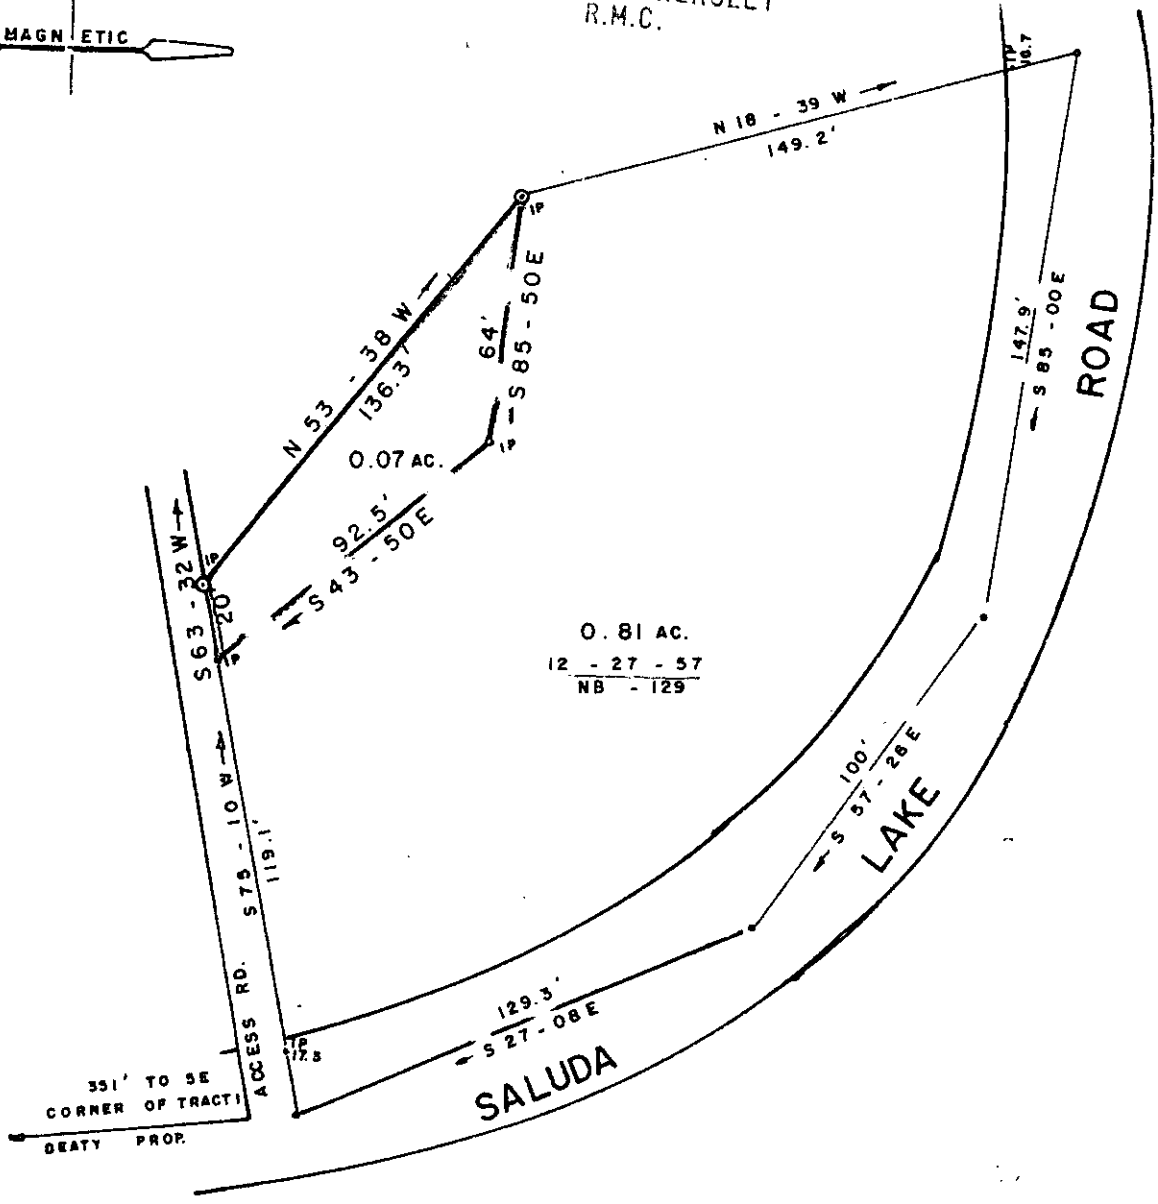 R.M.C.
MAGNETIC
IP
16.7
N 18 - 39 W
149.2'
IP
N 53 - 38 W
136.3'
64'
S 85 - 50 E
IP
147.9'
S 85 - 00 E
ROAD
0.07 AC.
92.5'
S 43 - 50 E
S 63 - 32 W
IP
20
IP
0.81 AC.
12 - 27 - 57
NB - 129
100'
S 57 - 26 E
LAKE
S 75 - 10 W
119.1'
ACCESS RD.
IP
17.5
129.3'
S 27 - 08 E
SALUDA
351' TO SE
CORNER OF TRACT 1
BEATY PROP.